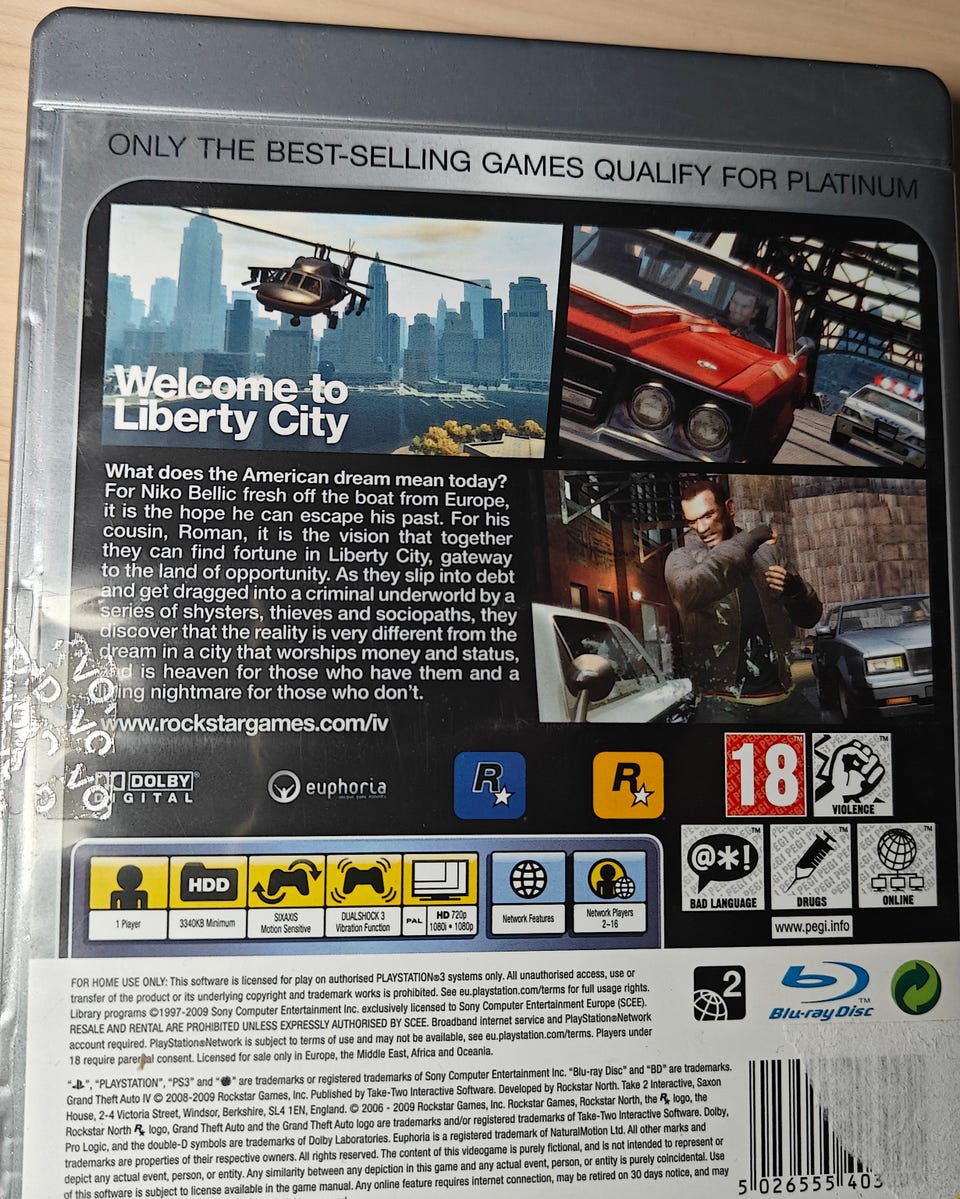 ONLY THE BEST-SELLING GAMES QUALIFY FOR PLATINUM
Welcome to
Liberty City
What does the American dream mean today?
For Niko Bellic fresh off the boat from Europe,
it is the hope he can escape his past. For his
cousin, Roman, it is the vision that together
they can find fortune in Liberty City, gateway
to the land of opportunity. As they slip into debt
and get dragged into a criminal underworld by a
series of shysters, thieves and sociopaths, they
discover that the reality is very different from the
dream in a city that worships money and status,
is heaven for those who have them and a
nightmare for those who don't.
www.rockstargames.com/iv
DOLBY
DIGITAL
euphoria
R
R
18
VIOLENCE
@*!
BAD LANGUAGE
DRUGS
ONLINE
www.pegi.info
HDD
1 Player
3340KB Minimum
SIXAXIS
Motion Sensitive
DUALSHOCK 3
Vibration Function
PAL
HD 720p
1080i • 1080p
Network Features
Network Players
2-16
FOR HOME USE ONLY: This software is licensed for play on authorised PLAYSTATION®3 systems only. All unauthorised access, use or
transfer of the product or its underlying copyright and trademark works is prohibited. See eu.playstation.com/terms for full usage rights.
Library programs ©1997-2009 Sony Computer Entertainment Inc. exclusively licensed to Sony Computer Entertainment Europe (SCEE).
RESALE AND RENTAL ARE PROHIBITED UNLESS EXPRESSLY AUTHORISED BY SCEE. Broadband internet service and PlayStation®Network
account required. PlayStation®Network is subject to terms of use and may not be available, see eu.playstation.com/terms. Players under
18 require parental consent. Licensed for sale only in Europe, the Middle East, Africa and Oceania.
2
Blu-ray Disc™
" ", "PLAYSTATION", "PS3" and " " are trademarks or registered trademarks of Sony Computer Entertainment Inc. "Blu-ray Disc" and "BD" are trademarks.
Grand Theft Auto IV © 2008-2009 Rockstar Games, Inc. Published by Take-Two Interactive Software. Developed by Rockstar North. Take 2 Interactive, Saxon
House, 2-4 Victoria Street, Windsor, Berkshire, SL4 1EN, England. © 2006 - 2009 Rockstar Games, Inc. Rockstar Games, Rockstar North, the R logo, the
Rockstar North R logo, Grand Theft Auto and the Grand Theft Auto logo are trademarks and/or registered trademarks of Take-Two Interactive Software. Dolby,
Pro Logic, and the double-D symbols are trademarks of Dolby Laboratories. Euphoria is a registered trademark of NaturalMotion Ltd. All other marks and
trademarks are properties of their respective owners. All rights reserved. The content of this videogame is purely fictional, and is not intended to represent or
depict any actual event, person, or entity. Any similarity between any depiction in this game and any actual event, person, or entity is purely coincidental. Use
of this software is subject to license available in the game manual. Any online feature requires internet connection, may be retired on 30 days notice, and may
5 026555 403